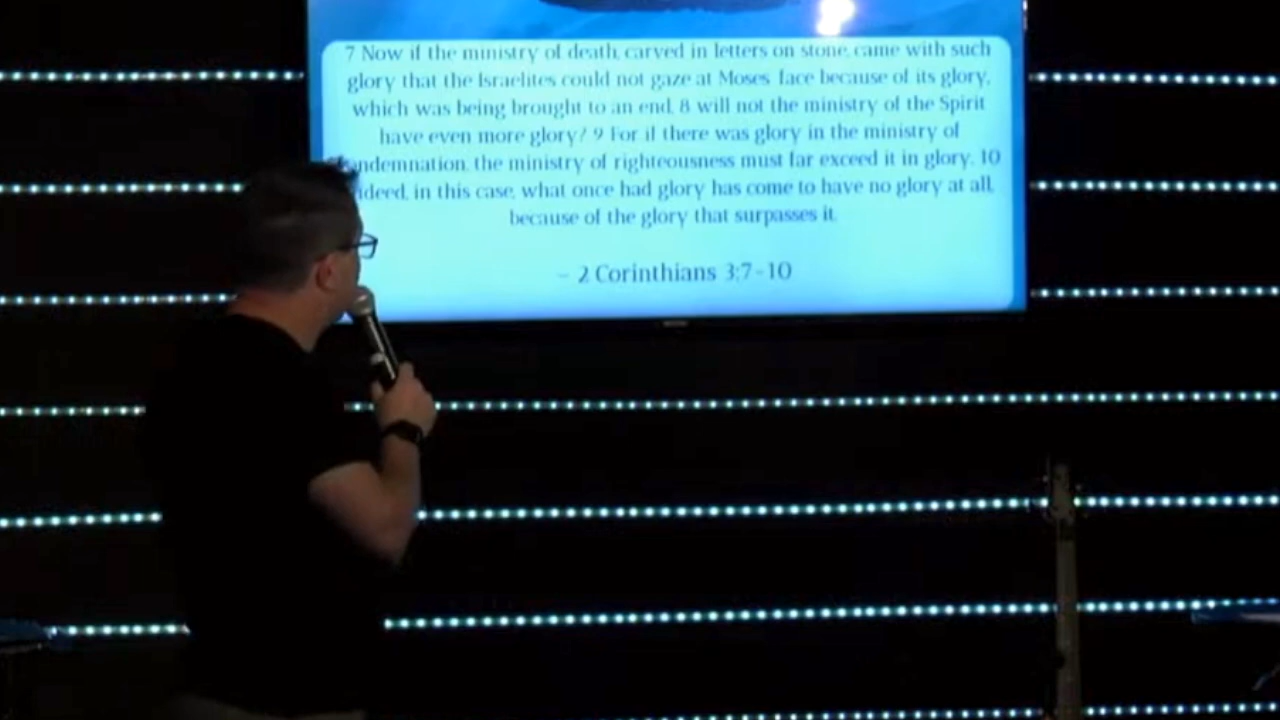 7 Now if the ministry of death, carved in letters on stone, came with such
glory that the Israelites could not gaze at Moses' face because of its glory,
which was being brought to an end, 8 will not the ministry of the Spirit
have even more glory? 9 For if there was glory in the ministry of
ndemnation, the ministry of righteousness must far exceed it in glory. 10
deed, in this case, what once had glory has come to have no glory at all,
because of the glory that surpasses it.
– 2 Corinthians 3:7-10